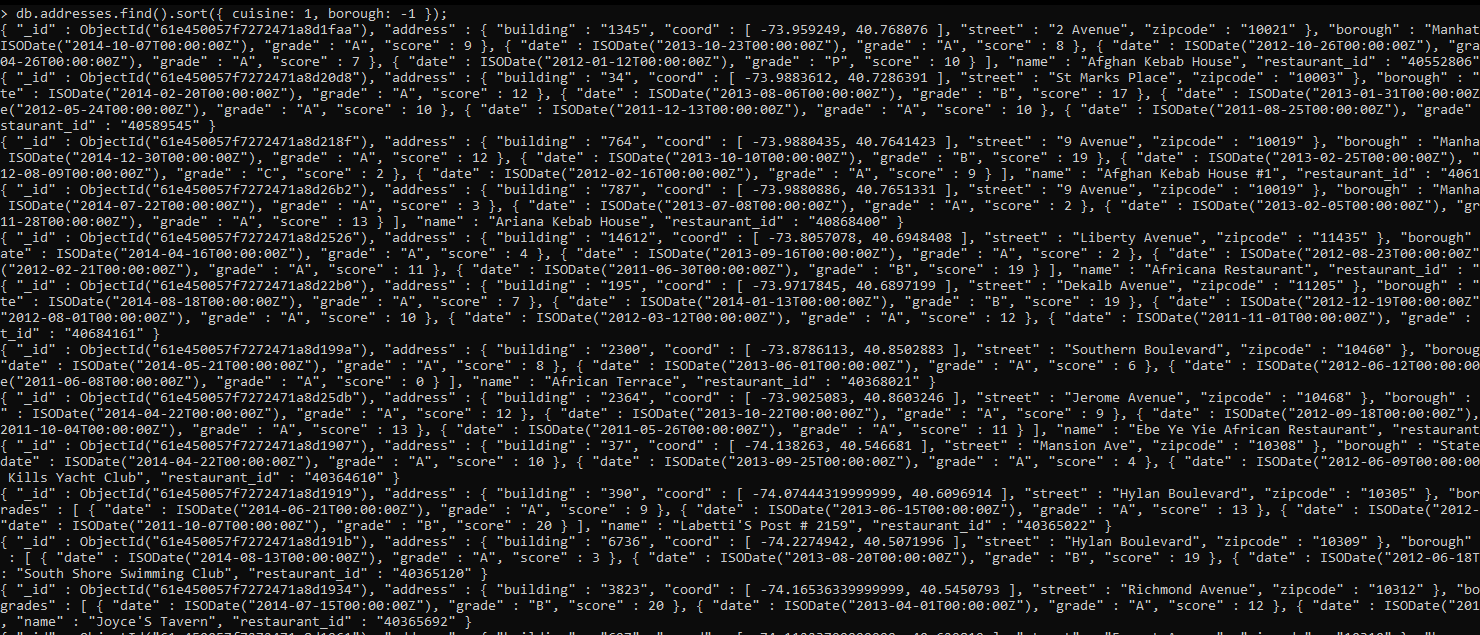 > db.addresses.find().sort({ cuisine: 1, borough: -1 });
{ "_id" : ObjectId("61e450057f7272471a8d1faa"), "address" : { "building" : "1345", "coord" : [ -73.959249, 40.768076 ], "street" : "2 Avenue", "zipcode" : "10021" }, "borough" : "Manhat
ISODate("2014-10-07T00:00:00Z"), "grade" : "A", "score" : 9 }, { "date" : ISODate("2013-10-23T00:00:00Z"), "grade" : "A", "score" : 8 }, { "date" : ISODate("2012-10-26T00:00:00Z"), "g
04-26T00:00:00Z"), "grade" : "A", "score" : 7 }, { "date" : ISODate("2012-01-12T00:00:00Z"), "grade" : "P", "score" : 10 } ], "name" : "Afghan Kebab House", "restaurant_id" : "40552806"
{ "_id" : ObjectId("61e450057f7272471a8d20d8"), "address" : { "building" : "34", "coord" : [ -73.9883612, 40.7286391 ], "street" : "St Marks Place", "zipcode" : "10003" }, "borough" :
te" : ISODate("2014-02-20T00:00:00Z"), "grade" : "A", "score" : 12 }, { "date" : ISODate("2013-08-06T00:00:00Z"), "grade" : "B", "score" : 17 }, { "date" : ISODate("2013-01-31T00:00:00Z
e("2012-05-24T00:00:00Z"), "grade" : "A", "score" : 10 }, { "date" : ISODate("2011-12-13T00:00:00Z"), "grade" : "A", "score" : 10 }, { "date" : ISODate("2011-08-25T00:00:00Z"), "grade"
staurant_id" : "40589545" }
{ "_id" : ObjectId("61e450057f7272471a8d218f"), "address" : { "building" : "764", "coord" : [ -73.9880435, 40.7641423 ], "street" : "9 Avenue", "zipcode" : "10019" }, "borough" : "Manha
ISODate("2014-12-30T00:00:00Z"), "grade" : "A", "score" : 12 }, { "date" : ISODate("2013-10-10T00:00:00Z"), "grade" : "B", "score" : 19 }, { "date" : ISODate("2013-02-25T00:00:00Z"),
12-08-09T00:00:00Z"), "grade" : "C", "score" : 2 }, { "date" : ISODate("2012-02-16T00:00:00Z"), "grade" : "A", "score" : 9 } ], "name" : "Afghan Kebab House #1", "restaurant_id" : "4061
{ "_id" : ObjectId("61e450057f7272471a8d26b2"), "address" : { "building" : "787", "coord" : [ -73.9880886, 40.7651331 ], "street" : "9 Avenue", "zipcode" : "10019" }, "borough" : "Manha
ISODate("2014-07-22T00:00:00Z"), "grade" : "A", "score" : 3 }, { "date" : ISODate("2013-07-08T00:00:00Z"), "grade" : "A", "score" : 2 }, { "date" : ISODate("2013-02-05T00:00:00Z"), "gr
11-28T00:00:00Z"), "grade" : "A", "score" : 13 } ], "name" : "Ariana Kebab House", "restaurant_id" : "40868400" }
{ "_id" : ObjectId("61e450057f7272471a8d2526"), "address" : { "building" : "14612", "coord" : [ -73.8057078, 40.6948408 ], "street" : "Liberty Avenue", "zipcode" : "11435" }, "borough"
ate" : ISODate("2014-04-16T00:00:00Z"), "grade" : "A", "score" : 4 }, { "date" : ISODate("2013-09-16T00:00:00Z"), "grade" : "A", "score" : 2 }, { "date" : ISODate("2012-08-23T00:00:00Z"
("2012-02-21T00:00:00Z"), "grade" : "A", "score" : 11 }, { "date" : ISODate("2011-06-30T00:00:00Z"), "grade" : "B", "score" : 19 } ], "name" : "Africana Restaurant", "restaurant_id" :
{ "_id" : ObjectId("61e450057f7272471a8d22b0"), "address" : { "building" : "195", "coord" : [ -73.9717845, 40.6897199 ], "street" : "Dekalb Avenue", "zipcode" : "11205" }, "borough" : "
te" : ISODate("2014-08-18T00:00:00Z"), "grade" : "A", "score" : 7 }, { "date" : ISODate("2014-01-13T00:00:00Z"), "grade" : "B", "score" : 19 }, { "date" : ISODate("2012-12-19T00:00:00Z"
"2012-08-01T00:00:00Z"), "grade" : "A", "score" : 10 }, { "date" : ISODate("2012-03-12T00:00:00Z"), "grade" : "A", "score" : 12 }, { "date" : ISODate("2011-11-01T00:00:00Z"), "grade" :
t_id" : "40684161" }
{ "_id" : ObjectId("61e450057f7272471a8d199a"), "address" : { "building" : "2300", "coord" : [ -73.8786113, 40.8502883 ], "street" : "Southern Boulevard", "zipcode" : "10460" }, "boroug
"date" : ISODate("2014-05-21T00:00:00Z"), "grade" : "A", "score" : 8 }, { "date" : ISODate("2013-06-01T00:00:00Z"), "grade" : "A", "score" : 6 }, { "date" : ISODate("2012-06-12T00:00:00
e("2011-06-08T00:00:00Z"), "grade" : "A", "score" : 0 } ], "name" : "African Terrace", "restaurant_id" : "40368021" }
{ "_id" : ObjectId("61e450057f7272471a8d25db"), "address" : { "building" : "2364", "coord" : [ -73.9025083, 40.8603246 ], "street" : "Jerome Avenue", "zipcode" : "10468" }, "borough" :
" : ISODate("2014-04-22T00:00:00Z"), "grade" : "A", "score" : 12 }, { "date" : ISODate("2013-10-22T00:00:00Z"), "grade" : "A", "score" : 9 }, { "date" : ISODate("2012-09-18T00:00:00Z"),
2011-10-04T00:00:00Z"), "grade" : "A", "score" : 13 }, { "date" : ISODate("2011-05-26T00:00:00Z"), "grade" : "A", "score" : 11 } ], "name" : "Ebe Ye Yie African Restaurant", "restauran
{ "_id" : ObjectId("61e450057f7272471a8d1907"), "address" : { "building" : "37", "coord" : [ -74.138263, 40.546681 ], "street" : "Mansion Ave", "zipcode" : "10308" }, "borough" : "State
date" : ISODate("2014-04-22T00:00:00Z"), "grade" : "A", "score" : 10 }, { "date" : ISODate("2013-09-25T00:00:00Z"), "grade" : "A", "score" : 4 }, { "date" : ISODate("2012-06-09T00:00:00
Kills Yacht Club", "restaurant_id" : "40364610" }
{ "_id" : ObjectId("61e450057f7272471a8d1919"), "address" : { "building" : "390", "coord" : [ -74.07444319999999, 40.6096914 ], "street" : "Hylan Boulevard", "zipcode" : "10305" }, "bor
rades" : [ { "date" : ISODate("2014-06-21T00:00:00Z"), "grade" : "A", "score" : 9 }, { "date" : ISODate("2013-06-15T00:00:00Z"), "grade" : "A", "score" : 13 }, { "date" : ISODate("2012-
"date" : ISODate("2011-10-07T00:00:00Z"), "grade" : "B", "score" : 20 } ], "name" : "Labetti'S Post # 2159", "restaurant_id" : "40365022" }
{ "_id" : ObjectId("61e450057f7272471a8d191b"), "address" : { "building" : "6736", "coord" : [ -74.2274942, 40.5071996 ], "street" : "Hylan Boulevard", "zipcode" : "10309" }, "borough"
: [ { "date" : ISODate("2014-08-13T00:00:00Z"), "grade" : "A", "score" : 3 }, { "date" : ISODate("2013-08-20T00:00:00Z"), "grade" : "B", "score" : 19 }, { "date" : ISODate("2012-06-18T
: "South Shore Swimming Club", "restaurant_id" : "40365120" }
{ "_id" : ObjectId("61e450057f7272471a8d1934"), "address" : { "building" : "3823", "coord" : [ -74.16536339999999, 40.5450793 ], "street" : "Richmond Avenue", "zipcode" : "10312" }, "bo
grades" : [ { "date" : ISODate("2014-07-15T00:00:00Z"), "grade" : "B", "score" : 20 }, { "date" : ISODate("2013-04-01T00:00:00Z"), "grade" : "A", "score" : 12 }, { "date" : ISODate("201
, "name" : "Joyce'S Tavern", "restaurant_id" : "40365692" }